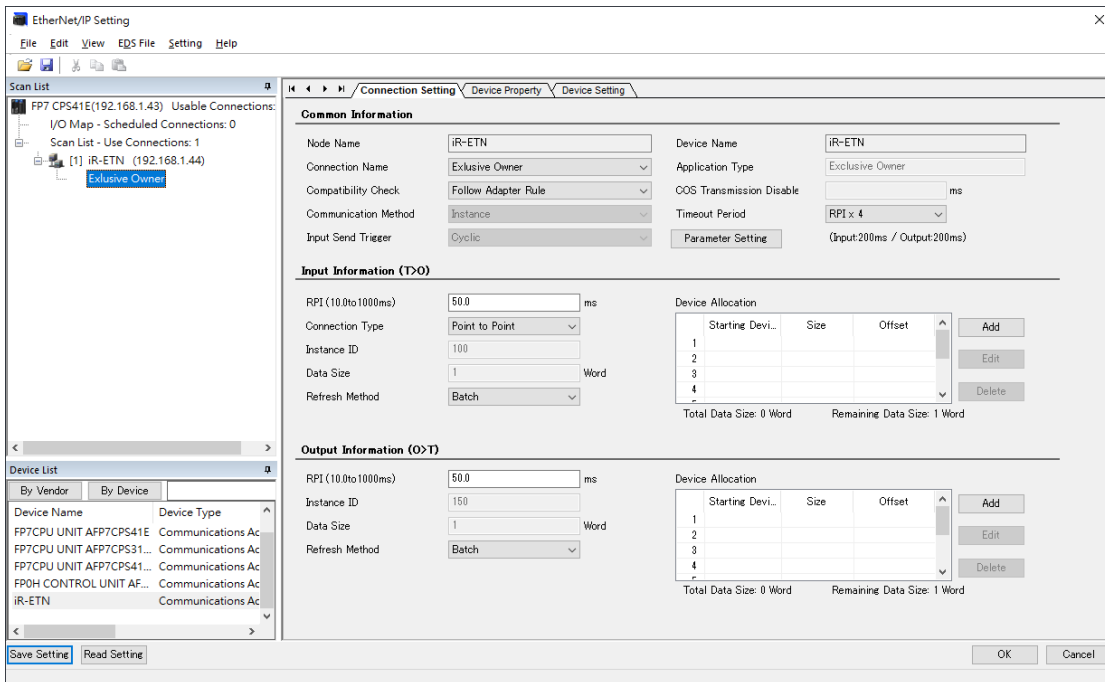 EtherNet/IP Setting
File Edit View EDS File Setting Help
Scan List
FP7 CPS41E(192.168.1.43) Usable Connections:
I/O Map - Scheduled Connections: 0
Scan List - Use Connections: 1
[1] iR-ETN (192.168.1.44)
Exlusive Owner
Connection Setting Device Property Device Setting
Common Information
Node Name iR-ETN Device Name iR-ETN
Connection Name Exlusive Owner Application Type Exclusive Owner
Compatibility Check Follow Adapter Rule COS Transmission Disable ms
Communication Method Instance Timeout Period RPI x 4
Input Send Trigger Cyclic Parameter Setting (Input:200ms / Output:200ms)
Input Information (T>O)
RPI (10.0to1000ms) 50.0 ms Device Allocation
Connection Type Point to Point Starting Devi... Size Offset Add
Instance ID 100 1
2 Edit
Data Size 1 Word 3
Refresh Method Batch 4 Delete
Total Data Size: 0 Word Remaining Data Size: 1 Word
Output Information (O>T)
RPI (10.0to1000ms) 50.0 ms Device Allocation
Instance ID 150 Starting Devi... Size Offset Add
1
Data Size 1 Word 2 Edit
Refresh Method Batch 3
4 Delete
Total Data Size: 0 Word Remaining Data Size: 1 Word
Device List
By Vendor By Device
Device Name Device Type
FP7CPU UNIT AFP7CPS41E Communications Ac
FP7CPU UNIT AFP7CPS31... Communications Ac
FP7CPU UNIT AFP7CPS41... Communications Ac
FP0H CONTROL UNIT AF... Communications Ac
iR-ETN Communications Ac
Save Setting Read Setting OK Cancel